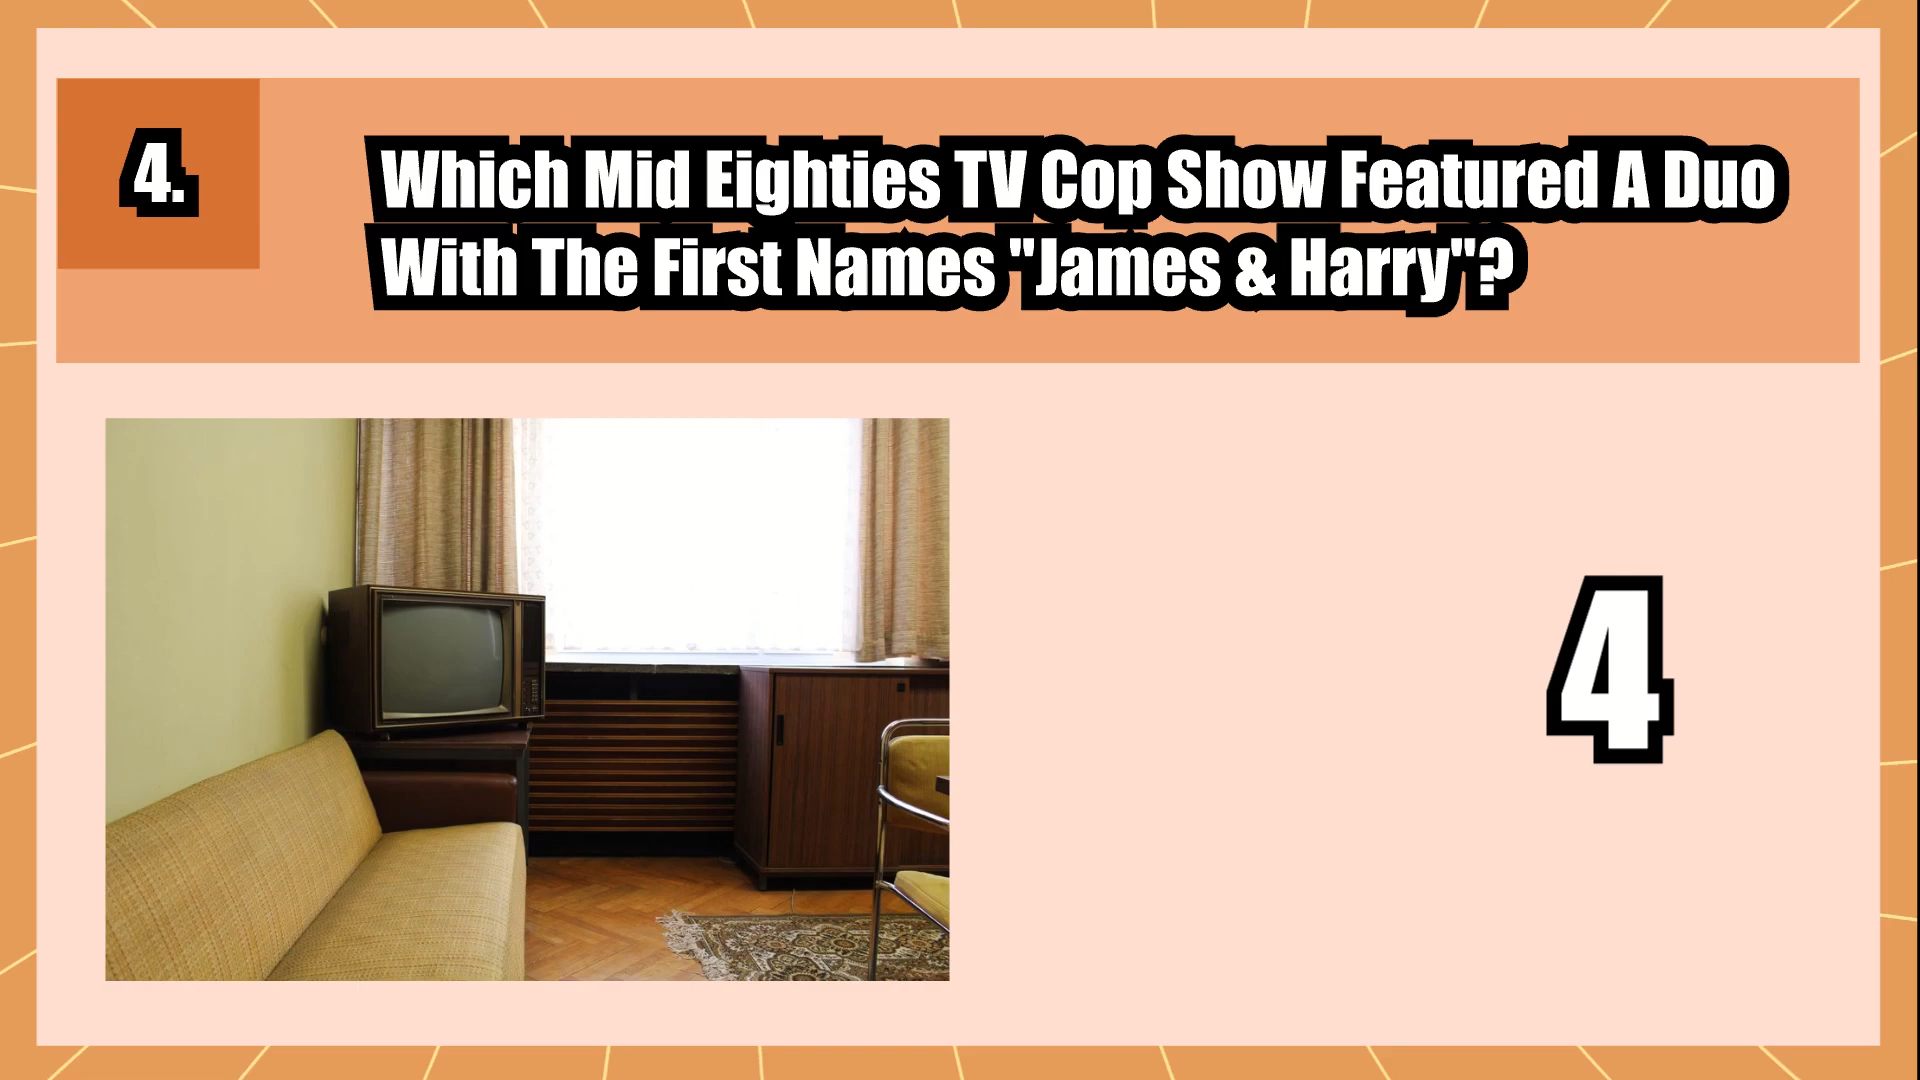 4.
Which Mid Eighties TV Cop Show Featured A Duo
With The First Names "James & Harry"?
4